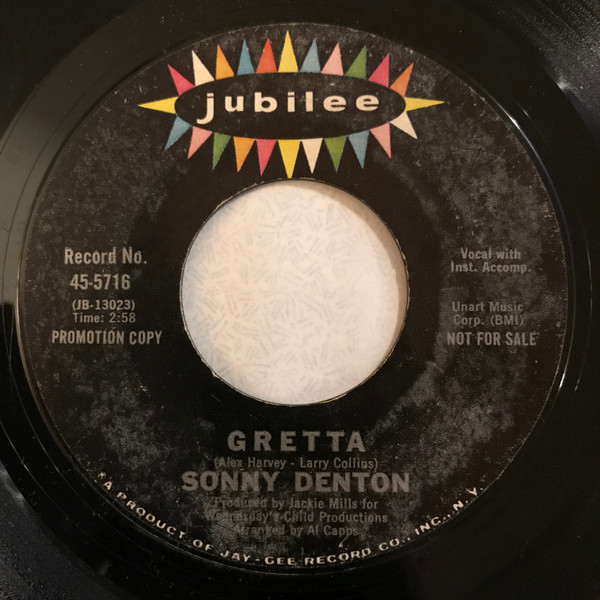 jubilee
Record No.
45-5716
(JB-13023)
Time: 2:58
PROMOTION COPY
Vocal with
Inst. Accomp.
Unart Music
Corp. (BMI)
NOT FOR SALE
GRETTA
(Alex Harvey - Larry Collins)
SONNY DENTON
Produced by Jackie Mills for
Wednesday's Child Productions
Arranged by Al Capps
A PRODUCT OF JAY-GEE RECORD CO., INC., N.Y.